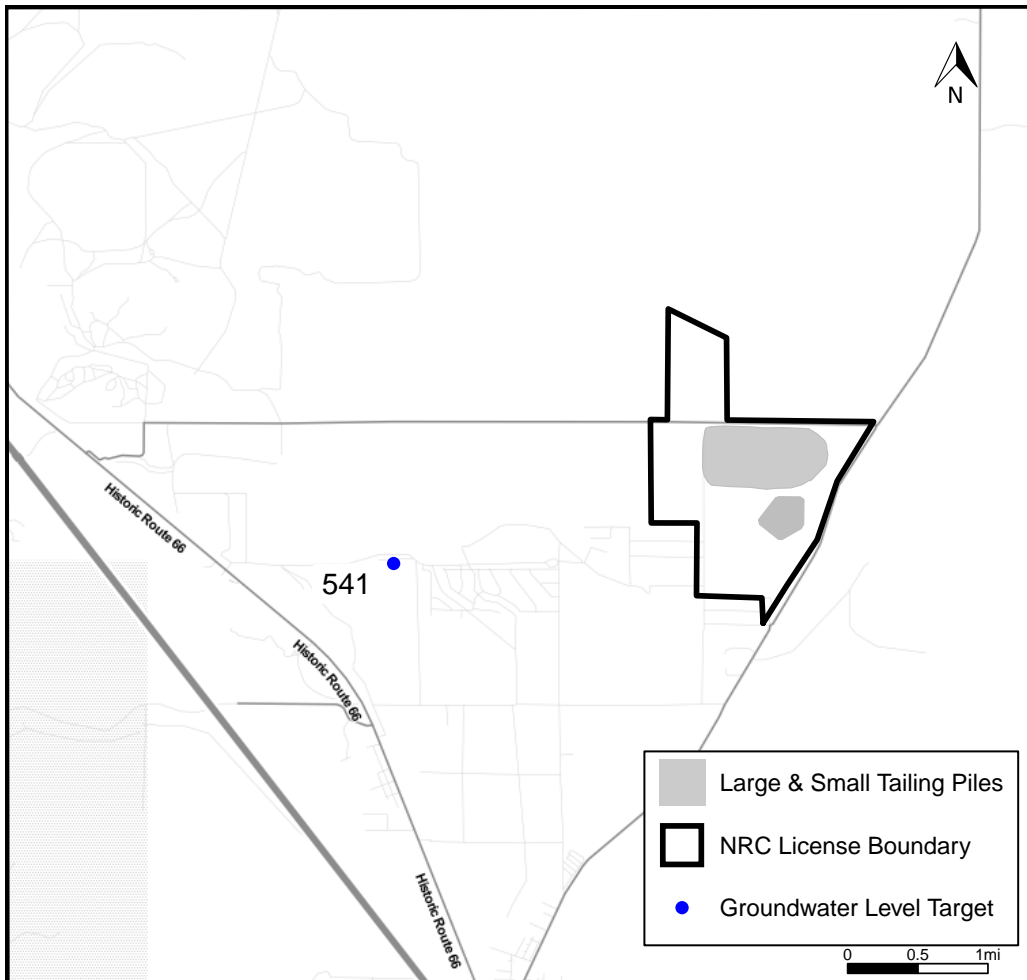 N
Historic Route 66
541
Historic Route 66
Large & Small Tailing Piles
NRC License Boundary
Historic Route 66
Groundwater Level Target
0 0.5 1mi